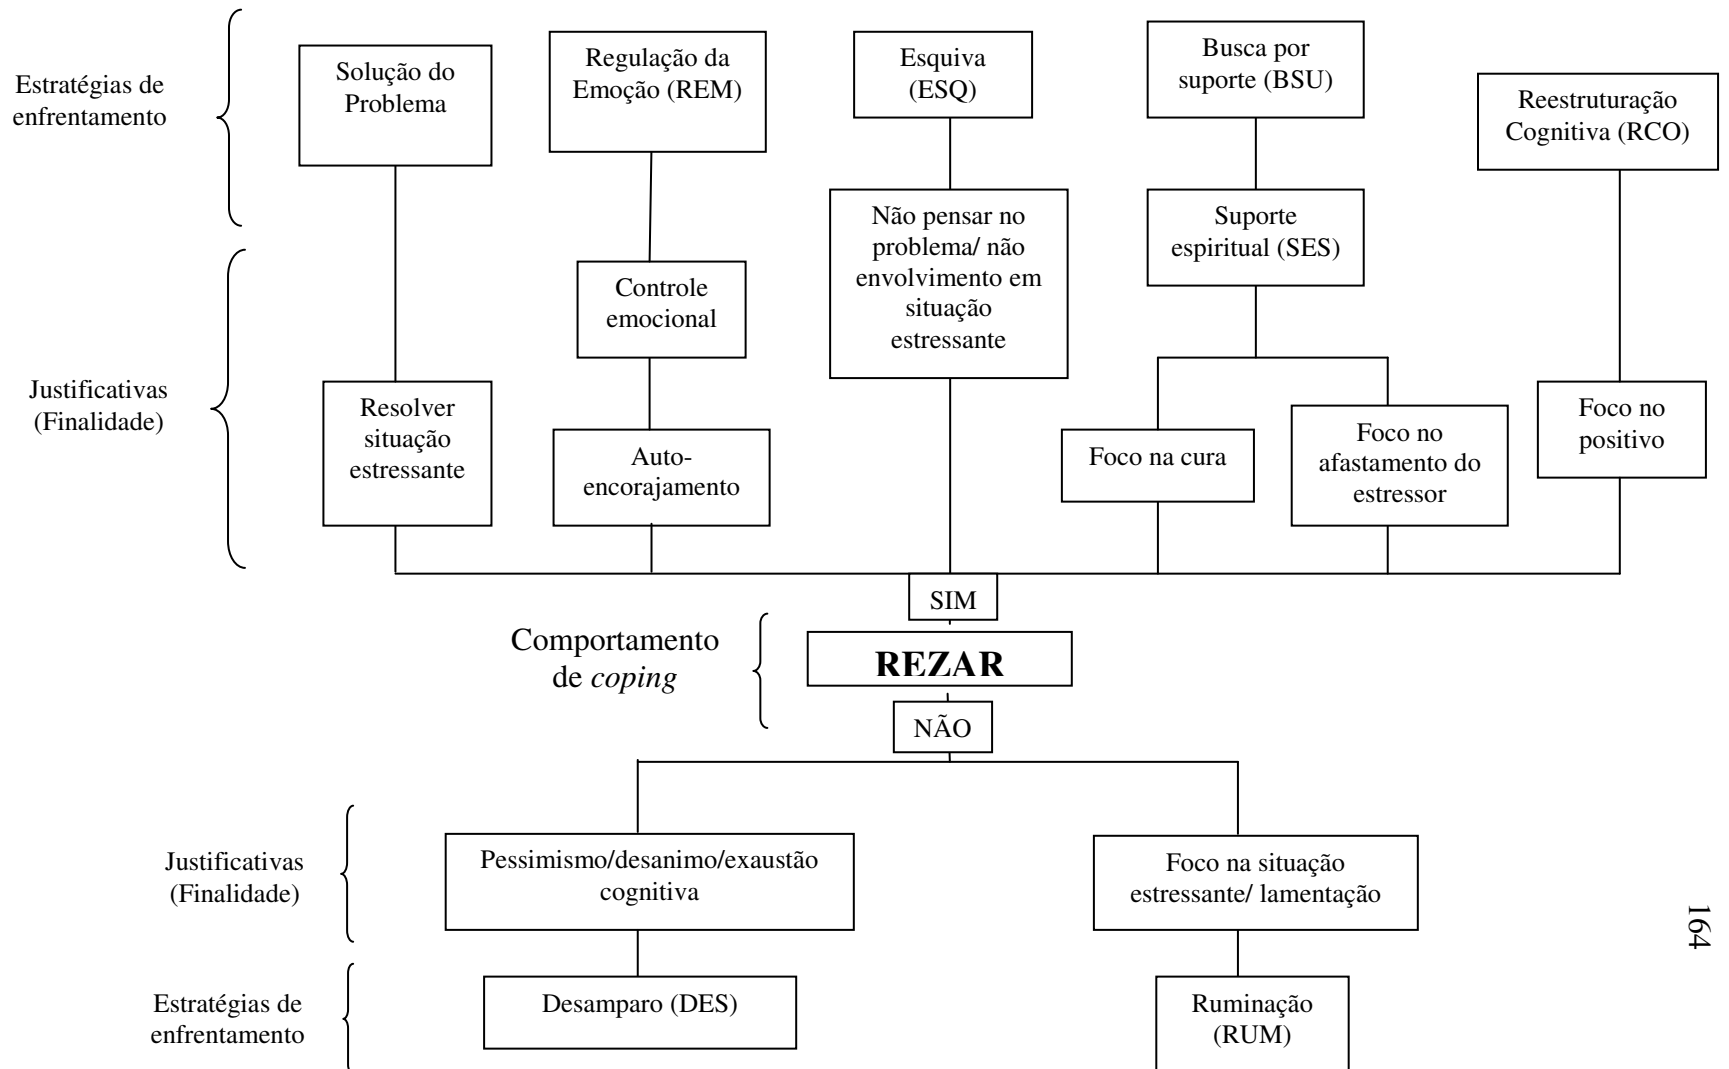 Estratégias de
enfrentamento
Solução do
Problema
Regulação da
Emoção (REM)
Esquiva
(ESQ)
Busca por
suporte (BSU)
Reestruturação
Cognitiva (RCO)
Não pensar no
problema/ não
envolvimento em
situação
estressante
Suporte
espiritual (SES)
Controle
emocional
Justificativas
(Finalidade)
Resolver
situação
estressante
Auto-
encorajamento
Foco na cura
Foco no
afastamento do
estressor
Foco no
positivo
SIM
Comportamento
de coping
REZAR
NÃO
Justificativas
(Finalidade)
Pessimismo/desanimo/exaustão
cognitiva
Foco na situação
estressante/ lamentação
164
Estratégias de
enfrentamento
Desamparo (DES)
Ruminação
(RUM)